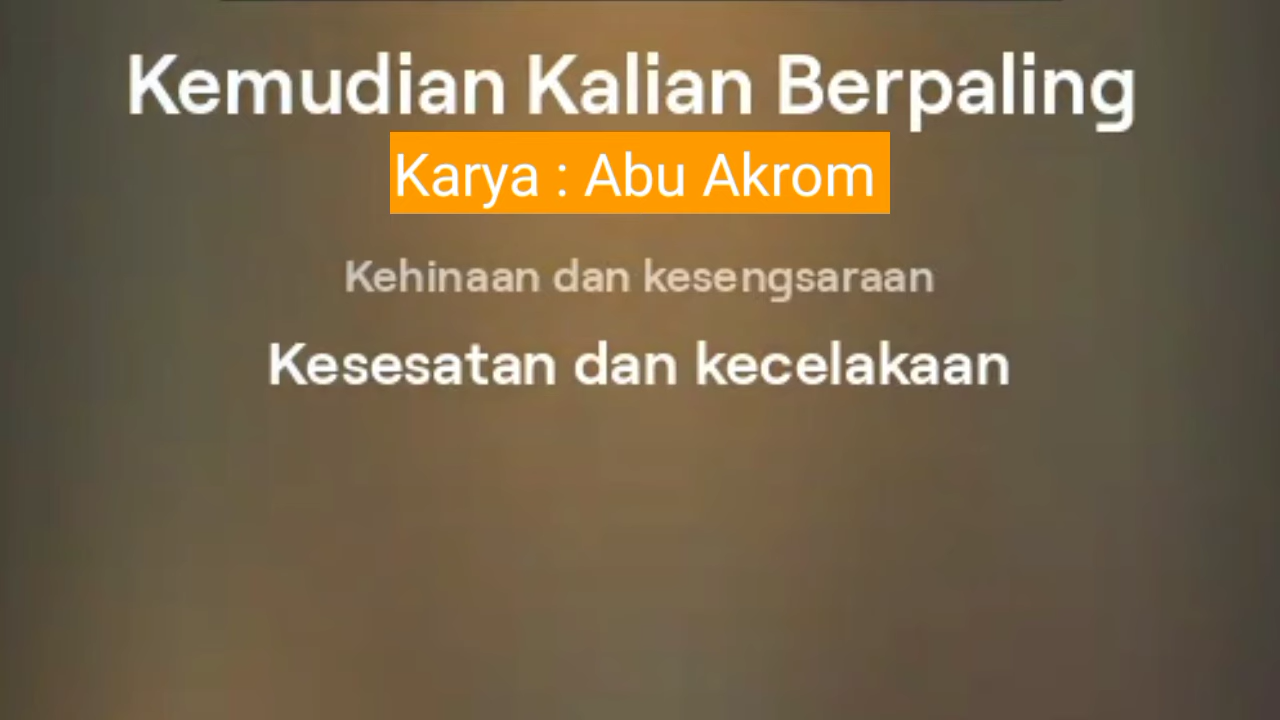 Kemudian Kalian Berpaling
Karya : Abu Akrom
Kehinaan dan kesengsaraan
Kesesatan dan kecelakaan